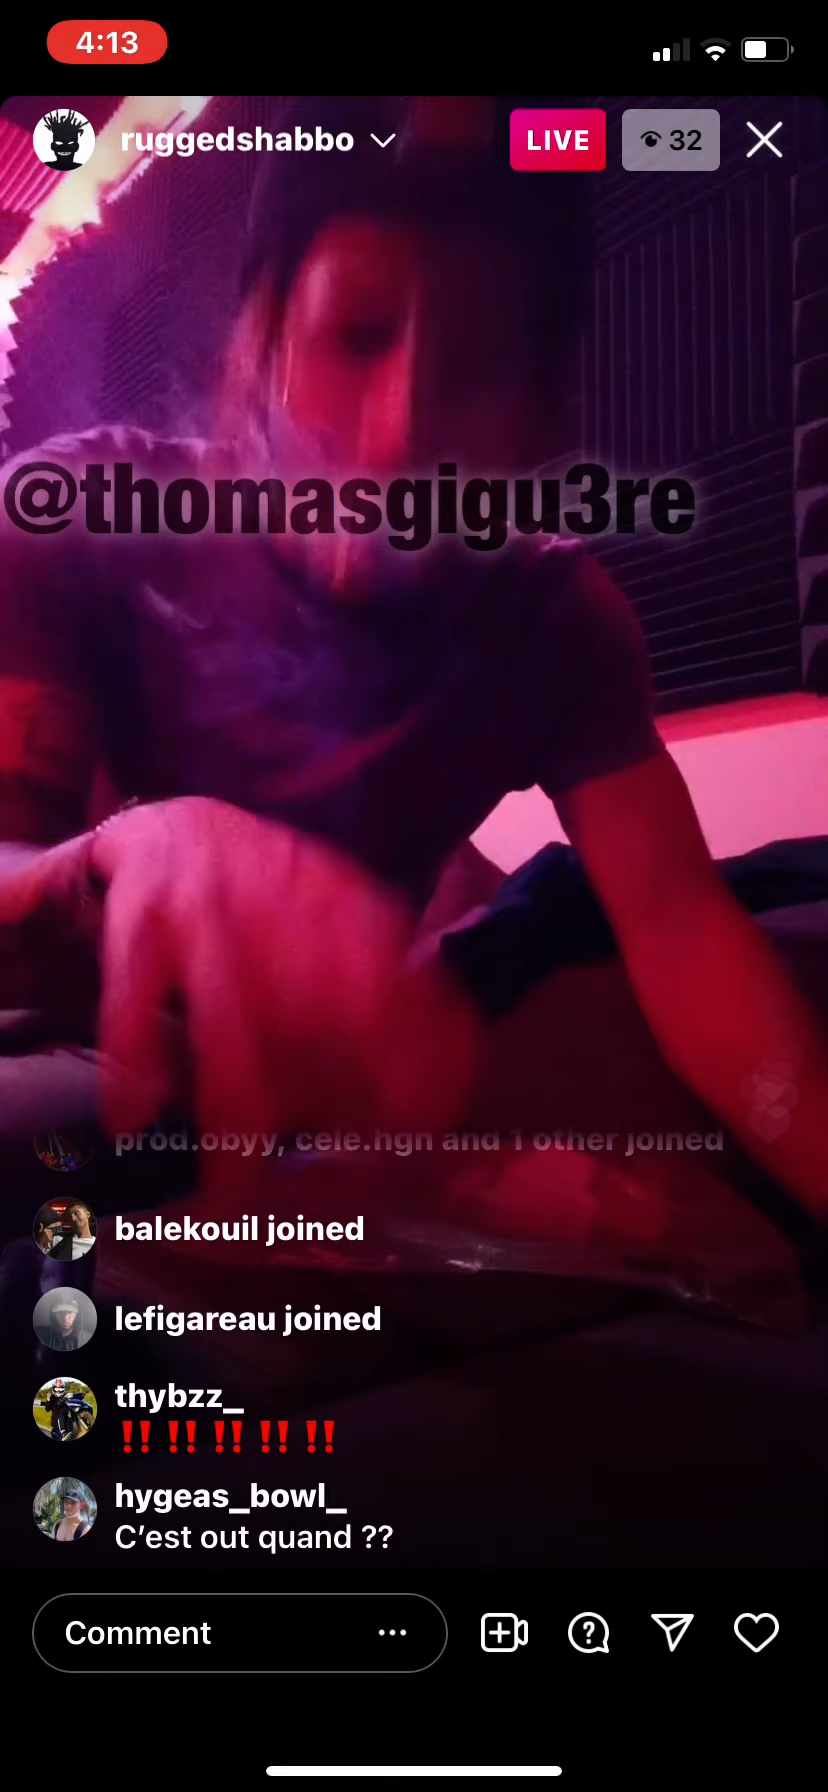 4:13
ruggedshabbo
LIVE
32
@thomasgigu3re
prod.obyy, cele.hgn and 1 other joined
balekouil joined
lefigareau joined
thybzz_
‼️ ‼️ ‼️ ‼️ ‼️
hygeas_bowl_
C’est out quand ??
Comment